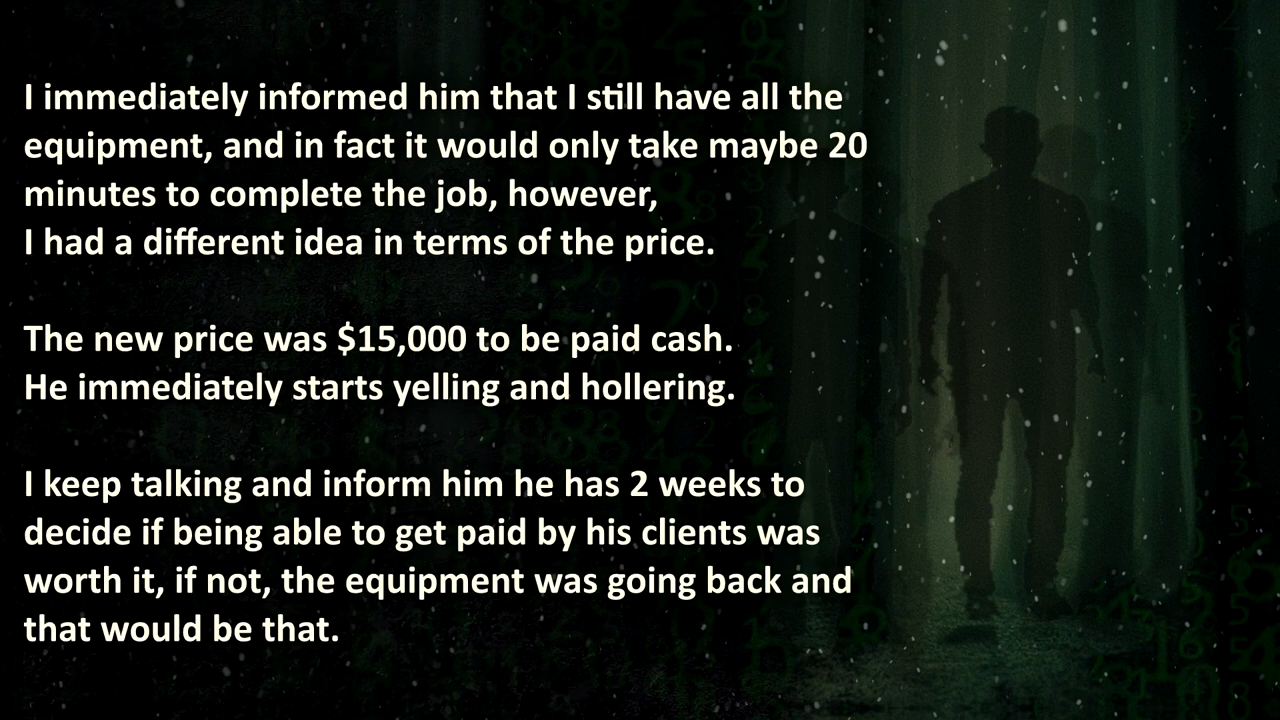 I immediately informed him that I still have all the
equipment, and in fact it would only take maybe 20
minutes to complete the job, however,
I had a different idea in terms of the price.
The new price was $15,000 to be paid cash.
He immediately starts yelling and hollering.
I keep talking and inform him he has 2 weeks to
decide if being able to get paid by his clients was
worth it, if not, the equipment was going back and
that would be that.